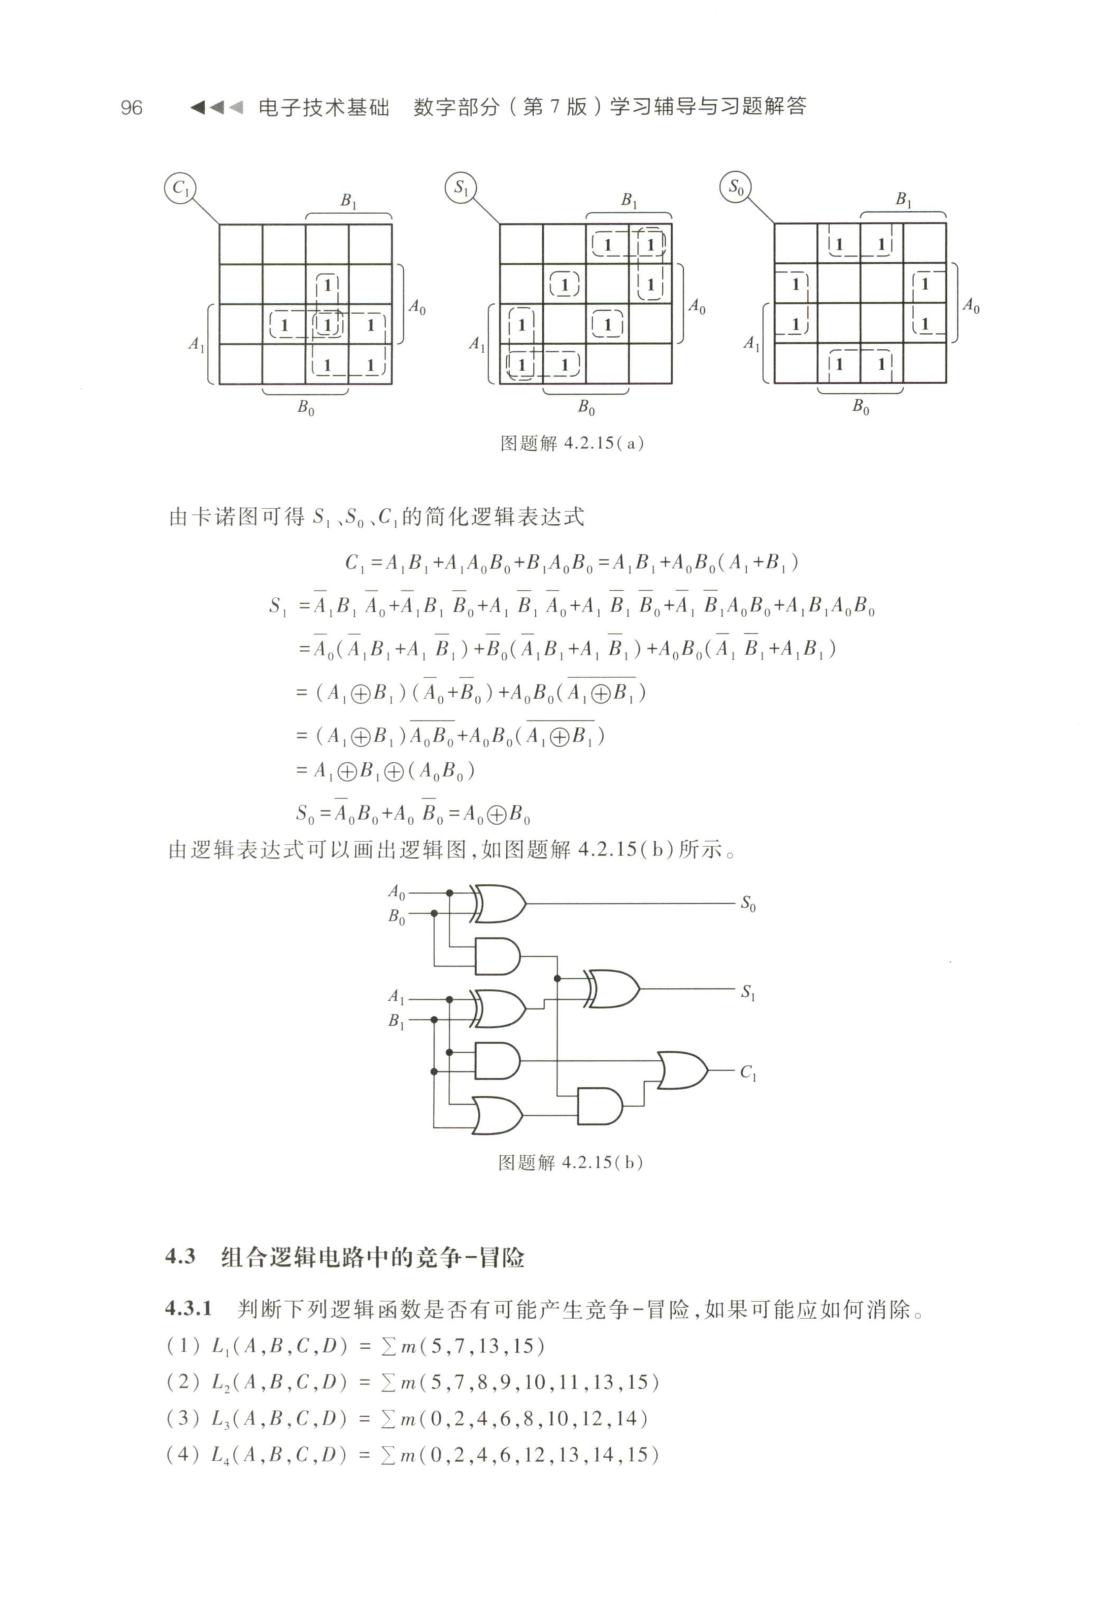 96 ◀◀◀ 电子技术基础 数字部分(第7版)学习辅导与习题解答
C₁ B₁ S₁ B₁ S₀ B₁
1 1 1 1
1 1 1 1 1
A₀ A₀ A₀
1 1 1 1 1 1 1
A₁ A₁ A₁
1 1 1 1 1 1
B₀ B₀ B₀
图题解 4.2.15(a)
由卡诺图可得 S₁、S₀、C₁的简化逻辑表达式
C₁=A₁B₁+A₁A₀B₀+B₁A₀B₀=A₁B₁+A₀B₀(A₁+B₁)
S₁ =A̅₁B₁A̅₀+A̅₁B₁B̅₀+A₁B̅₁A̅₀+A₁B̅₁B̅₀+A̅₁B̅₁A₀B₀+A₁B₁A₀B₀
=A̅₀(A̅₁B₁+A₁B̅₁)+B̅₀(A̅₁B₁+A₁B̅₁)+A₀B₀(A̅₁B̅₁+A₁B₁)
=(A₁⊕B₁)(A̅₀+B̅₀)+A₀B₀(A̅₁̅⊕̅B̅₁̅)
=(A₁⊕B₁)A̅₀̅B̅₀̅+A₀B₀(A̅₁̅⊕̅B̅₁̅)
=A₁⊕B₁⊕(A₀B₀)
S₀=A̅₀B₀+A₀B̅₀=A₀⊕B₀
由逻辑表达式可以画出逻辑图,如图题解 4.2.15(b)所示。
A₀
B₀ S₀
A₁ S₁
B₁
C₁
图题解 4.2.15(b)
4.3 组合逻辑电路中的竞争-冒险
4.3.1 判断下列逻辑函数是否有可能产生竞争-冒险,如果可能应如何消除。
(1) L₁(A,B,C,D) = ∑m(5,7,13,15)
(2) L₂(A,B,C,D) = ∑m(5,7,8,9,10,11,13,15)
(3) L₃(A,B,C,D) = ∑m(0,2,4,6,8,10,12,14)
(4) L₄(A,B,C,D) = ∑m(0,2,4,6,12,13,14,15)